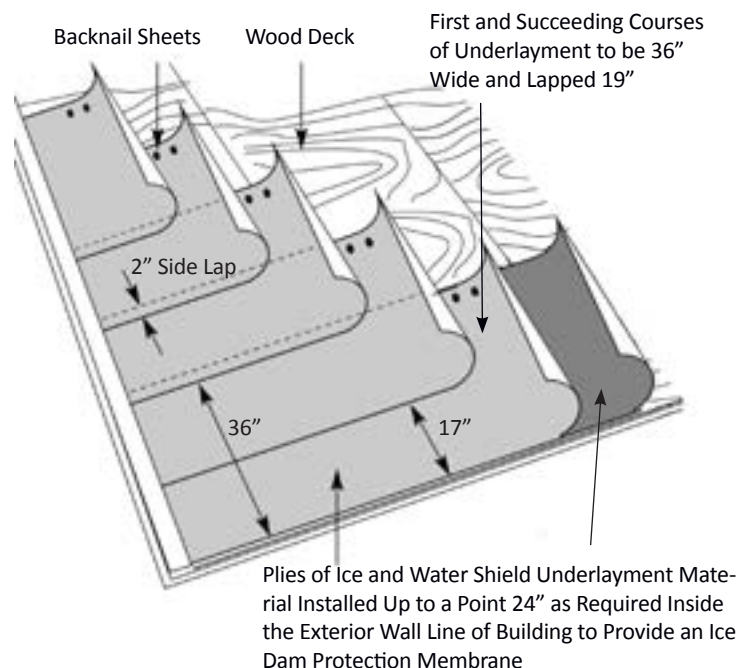 Backnail Sheets
Wood Deck
First and Succeeding Courses
of Underlayment to be 36”
Wide and Lapped 19”
2” Side Lap
36”
17”
Plies of Ice and Water Shield Underlayment Mate-
rial Installed Up to a Point 24” as Required Inside
the Exterior Wall Line of Building to Provide an Ice
Dam Protection Membrane